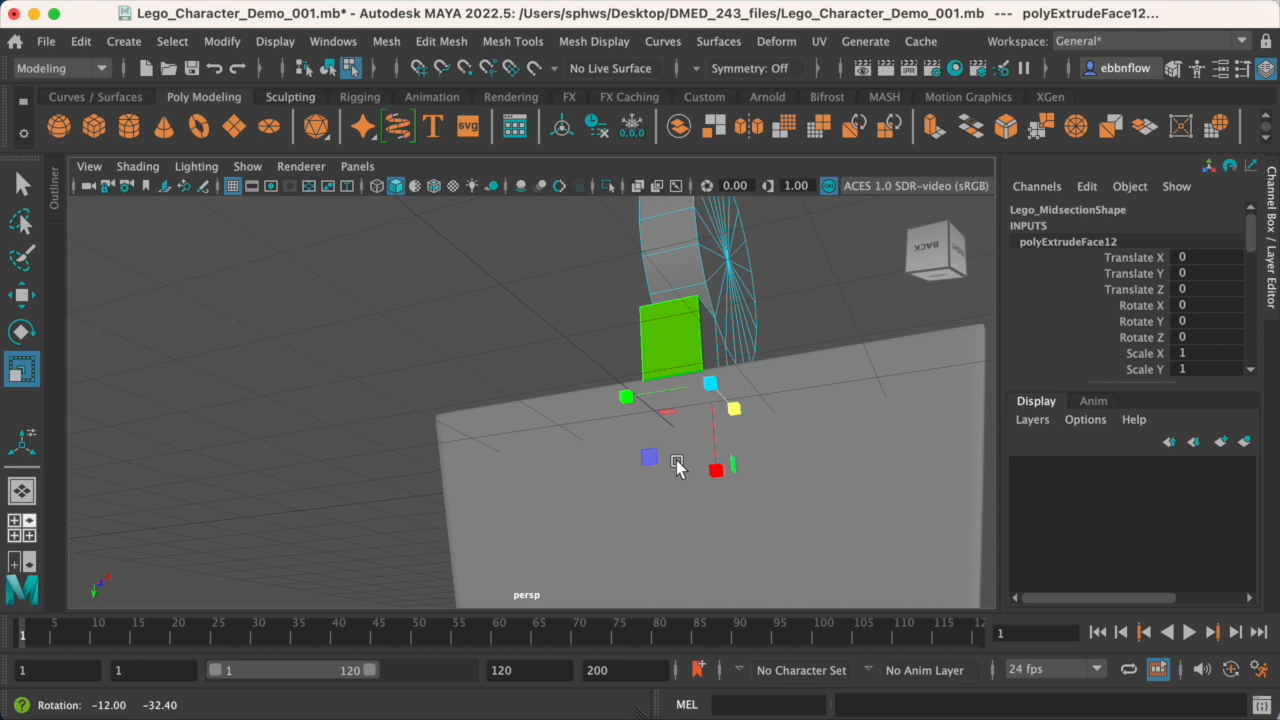 Lego_Character_Demo_001.mb* - Autodesk MAYA 2022.5: /Users/sphws/Desktop/DMED_243_files/Lego_Character_Demo_001.mb --- polyExtrudeFace12...
File Edit Create Select Modify Display Windows Mesh Edit Mesh Mesh Tools Mesh Display Curves Surfaces Deform UV Generate Cache Workspace: General*
Modeling No Live Surface Symmetry: Off IPR ebbnflow
Curves / Surfaces Poly Modeling Sculpting Rigging Animation Rendering FX FX Caching Custom Arnold Bifrost MASH Motion Graphics XGen
T SVG 0,0,0
View Shading Lighting Show Renderer Panels
0.00 1.00 ACES 1.0 SDR-video (sRGB)
Outliner
BACK
persp
Channels Edit Object Show
Lego_MidsectionShape
INPUTS
polyExtrudeFace12
Translate X 0
Translate Y 0
Translate Z 0
Rotate X 0
Rotate Y 0
Rotate Z 0
Scale X 1
Scale Y 1
Display Anim
Layers Options Help
Channel Box / Layer Editor
5 10 15 20 25 30 35 40 45 50 55 60 65 70 75 80 85 90 95 100 105 110 115 12
1 1
1 1 1 120 120 200 No Character Set No Anim Layer 24 fps
Rotation: -12.00 -32.40 MEL